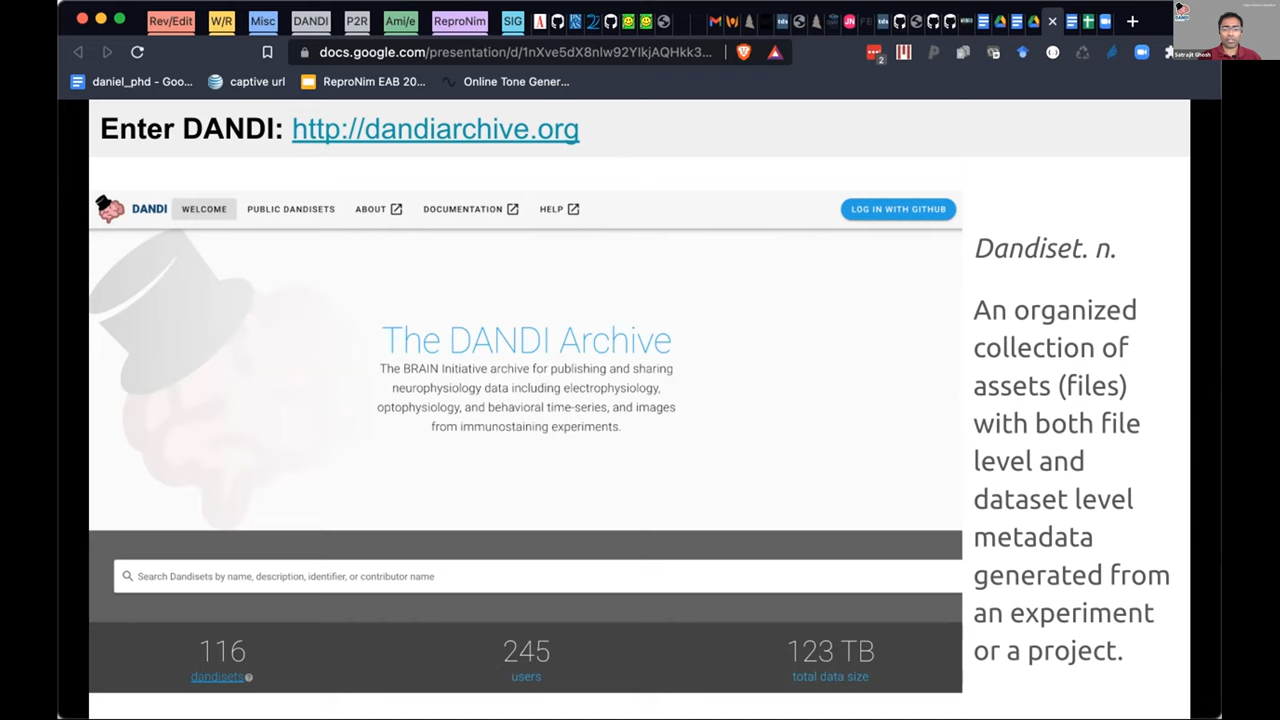 Rev/Edit W/R Misc DANDI P2R Ami/e ReproNim SIG
docs.google.com/presentation/d/1nXve5dX8nlw92YIkjAQHkk3...
2
daniel_phd - Goo... captive url ReproNim EAB 20... Online Tone Gener...
Satrajit Ghosh
Enter DANDI: http://dandiarchive.org
DANDI WELCOME PUBLIC DANDISETS ABOUT DOCUMENTATION HELP LOG IN WITH GITHUB
The DANDI Archive
The BRAIN Initiative archive for publishing and sharing
neurophysiology data including electrophysiology,
optophysiology, and behavioral time-series, and images
from immunostaining experiments.
Search Dandisets by name, description, identifier, or contributor name
116 245 123 TB
dandisets users total data size
Dandiset. n.
An organized
collection of
assets (files)
with both file
level and
dataset level
metadata
generated from
an experiment
or a project.